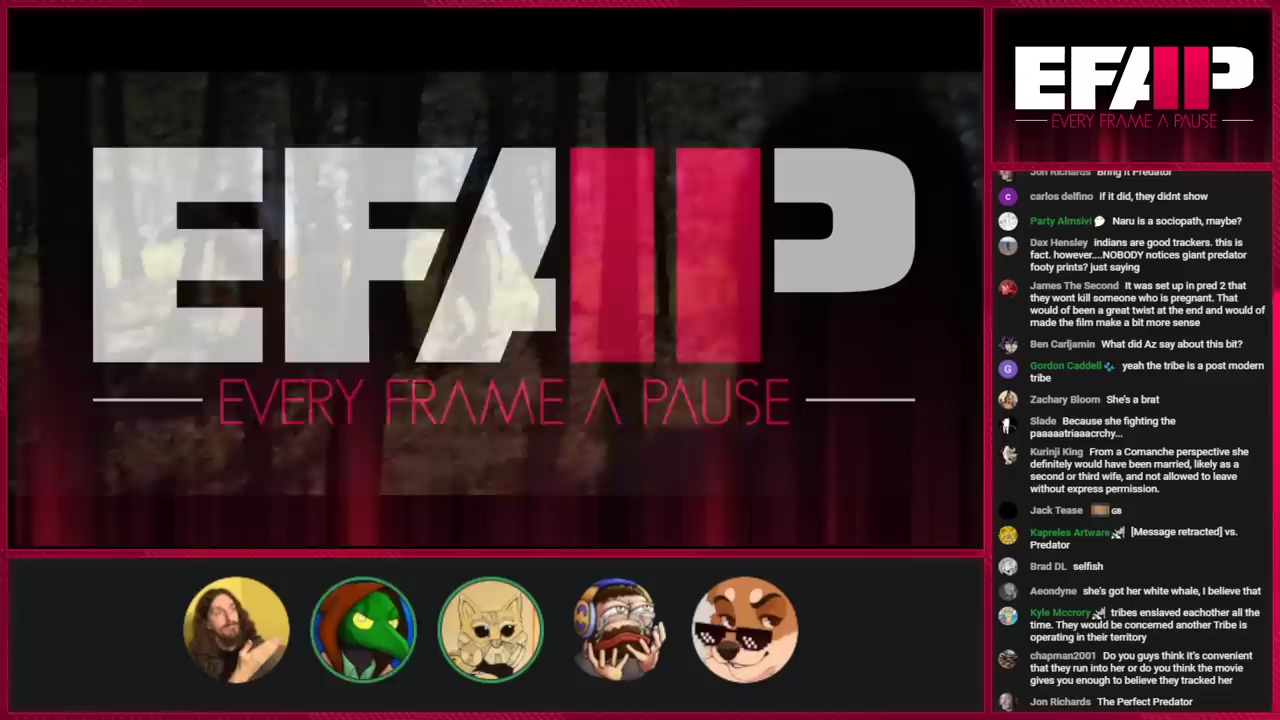 EFAP
EVERY FRAME A PAUSE
EFAP
EVERY FRAME A PAUSE
Jon Richards Bring it Predator
C
carlos delfino if it did, they didnt show
Party Almsivi Naru is a sociopath, maybe?
Dax Hensley indians are good trackers. this is
fact. however....NOBODY notices giant predator
footy prints? just saying
James The Second It was set up in pred 2 that
they wont kill someone who is pregnant. That
would of been a great twist at the end and would of
made the film make a bit more sense
Ben Carljamin What did Az say about this bit?
G
Gordon Caddell yeah the tribe is a post modern
tribe
Zachary Bloom She's a brat
Slade Because she fighting the
paaaaatriaaacrchy...
Kurinji King From a Comanche perspective she
definitely would have been married, likely as a
second or third wife, and not allowed to leave
without express permission.
Jack Tease GB
Kapreles Artware [Message retracted] vs.
Predator
Brad DL selfish
Aeondyne she's got her white whale, I believe that
Kyle Mccrory tribes enslaved eachother all the
time. They would be concerned another Tribe is
operating in their territory
chapman2001 Do you guys think it's convenient
that they run into her or do you think the movie
gives you enough to believe they tracked her
Jon Richards The Perfect Predator